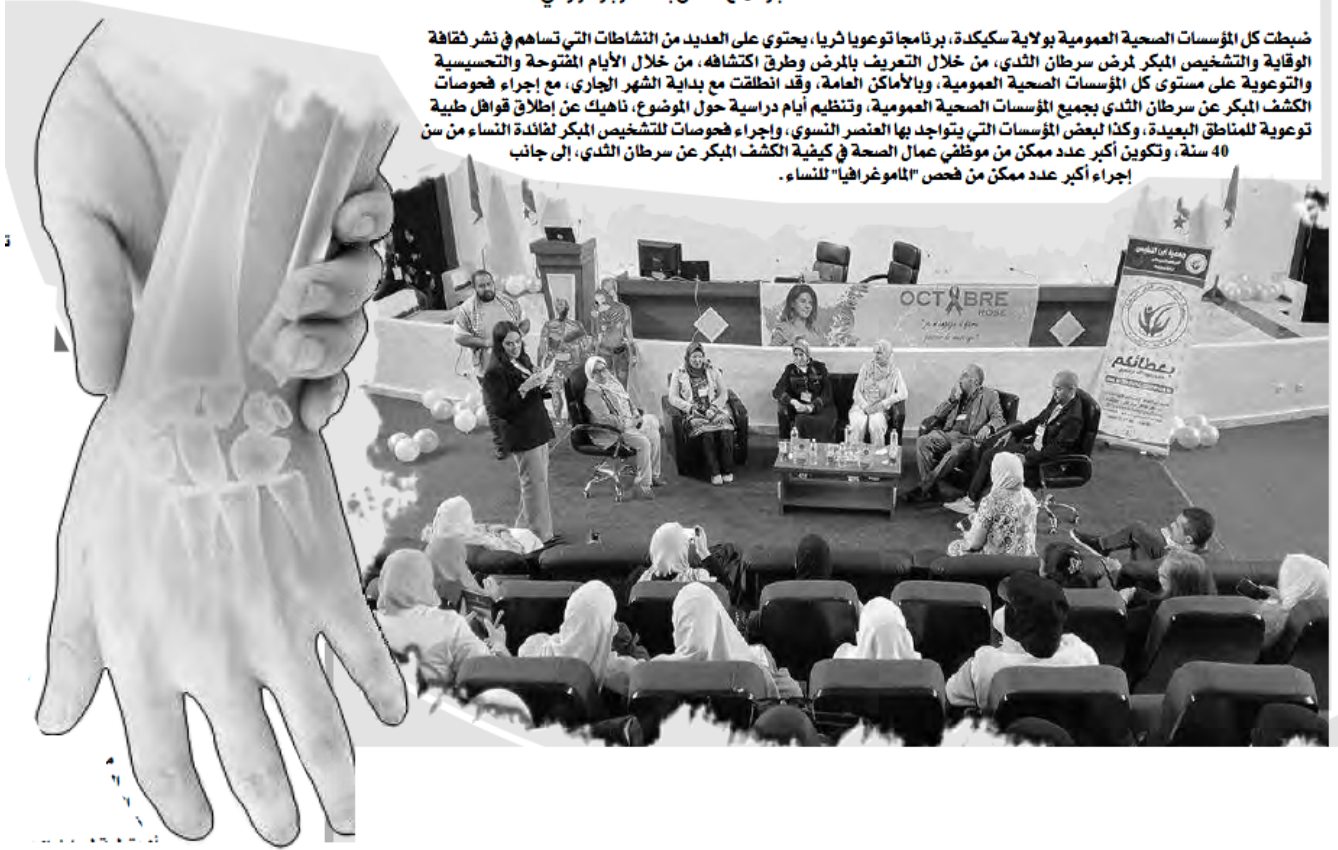 ضبطت كل المؤسسات الصحية العمومية بولاية سكيكدة، برنامجا توعويا ثريا، يحتوي على العديد من النشاطات التي تساهم في نشر ثقافة
الوقاية والتشخيص المبكر لمرض سرطان الثدي، من خلال التعريف بالمرض وطرق اكتشافه، من خلال الأيام المفتوحة والتحسيسية
والتوعوية على مستوى كل المؤسسات الصحية العمومية، وبالأماكن العامة، وقد انطلقت مع بداية الشهر الجاري، مع إجراء فحوصات
الكشف المبكر عن سرطان الثدي بجميع المؤسسات الصحية العمومية، وتنظيم أيام دراسية حول الموضوع، ناهيك عن إطلاق قوافل طبية
توعوية للمناطق البعيدة، وكذا لبعض المؤسسات التي يتواجد بها العنصر النسوي، وإجراء فحوصات للتشخيص المبكر لفائدة النساء من سن
40 سنة، وتكوين أكبر عدد ممكن من موظفي عمال الصحة في كيفية الكشف المبكر عن سرطان الثدي، إلى جانب
إجراء أكبر عدد ممكن من فحص "الماموغرافيا" للنساء.
OCTOBRE
ROSE
بعطائكم